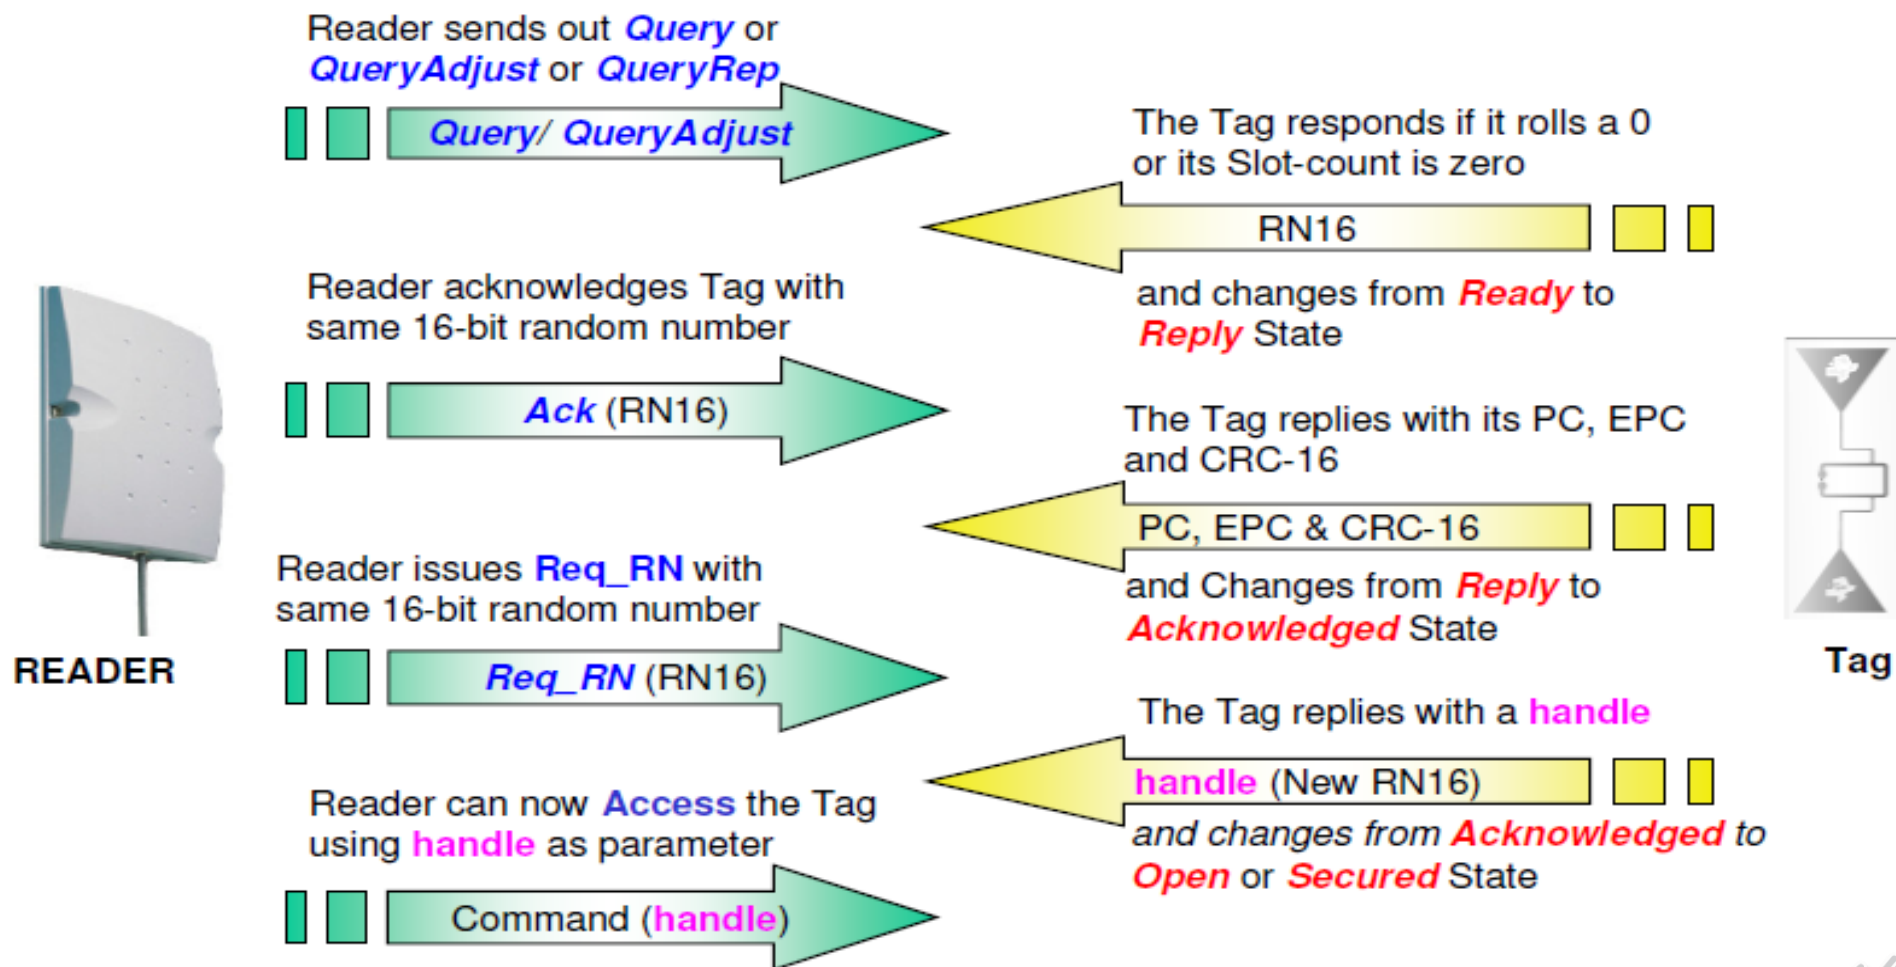 Reader sends out Query or
QueryAdjust or QueryRep
Query/ QueryAdjust
The Tag responds if it rolls a 0
or its Slot-count is zero
RN16
and changes from Ready to
Reply State
Reader acknowledges Tag with
same 16-bit random number
Ack (RN16)
The Tag replies with its PC, EPC
and CRC-16
PC, EPC & CRC-16
and Changes from Reply to
Acknowledged State
Reader issues Req_RN with
same 16-bit random number
Req_RN (RN16)
READER
Tag
The Tag replies with a handle
handle (New RN16)
and changes from Acknowledged to
Open or Secured State
Reader can now Access the Tag
using handle as parameter
Command (handle)